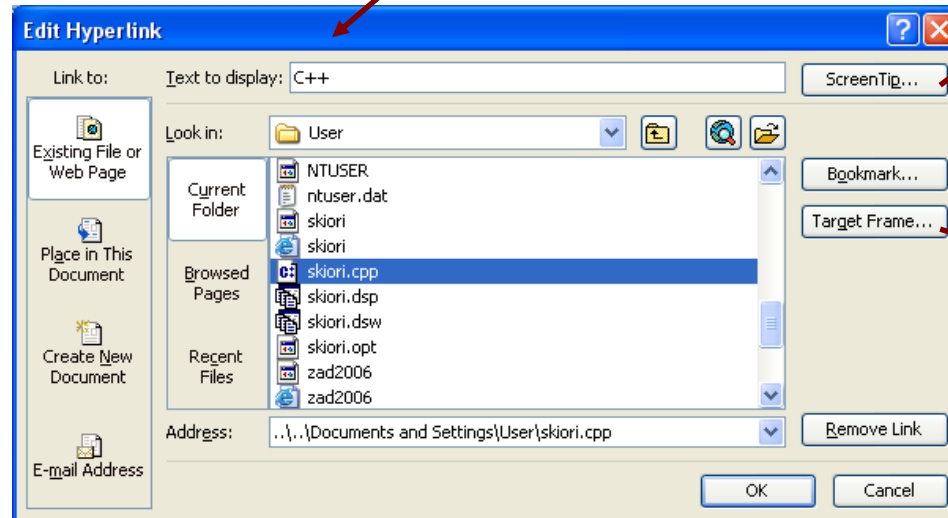 Edit Hyperlink
Link to:
Text to display: C++
ScreenTip...
Existing File or
Web Page
Look in: User
Current
Folder
NTUSER
ntuser.dat
skiori
skiori
skiori.cpp
skiori.dsp
skiori.dsw
skiori.opt
zad2006
zad2006
Bookmark...
Target Frame...
Place in This
Document
Browsed
Pages
Create New
Document
Recent
Files
Address: ..\..\Documents and Settings\User\skiori.cpp
Remove Link
E-mail Address
OK
Cancel